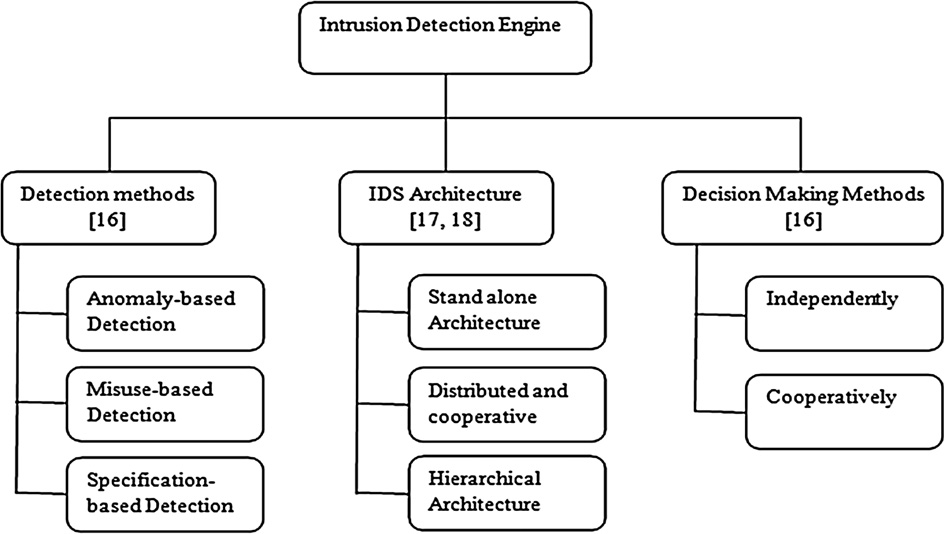 Intrusion Detection Engine
Detection methods
[16]
Anomaly-based
Detection
Misuse-based
Detection
Specification-
based Detection
IDS Architecture
[17, 18]
Stand alone
Architecture
Distributed and
cooperative
Hierarchical
Architecture
Decision Making Methods
[16]
Independently
Cooperatively